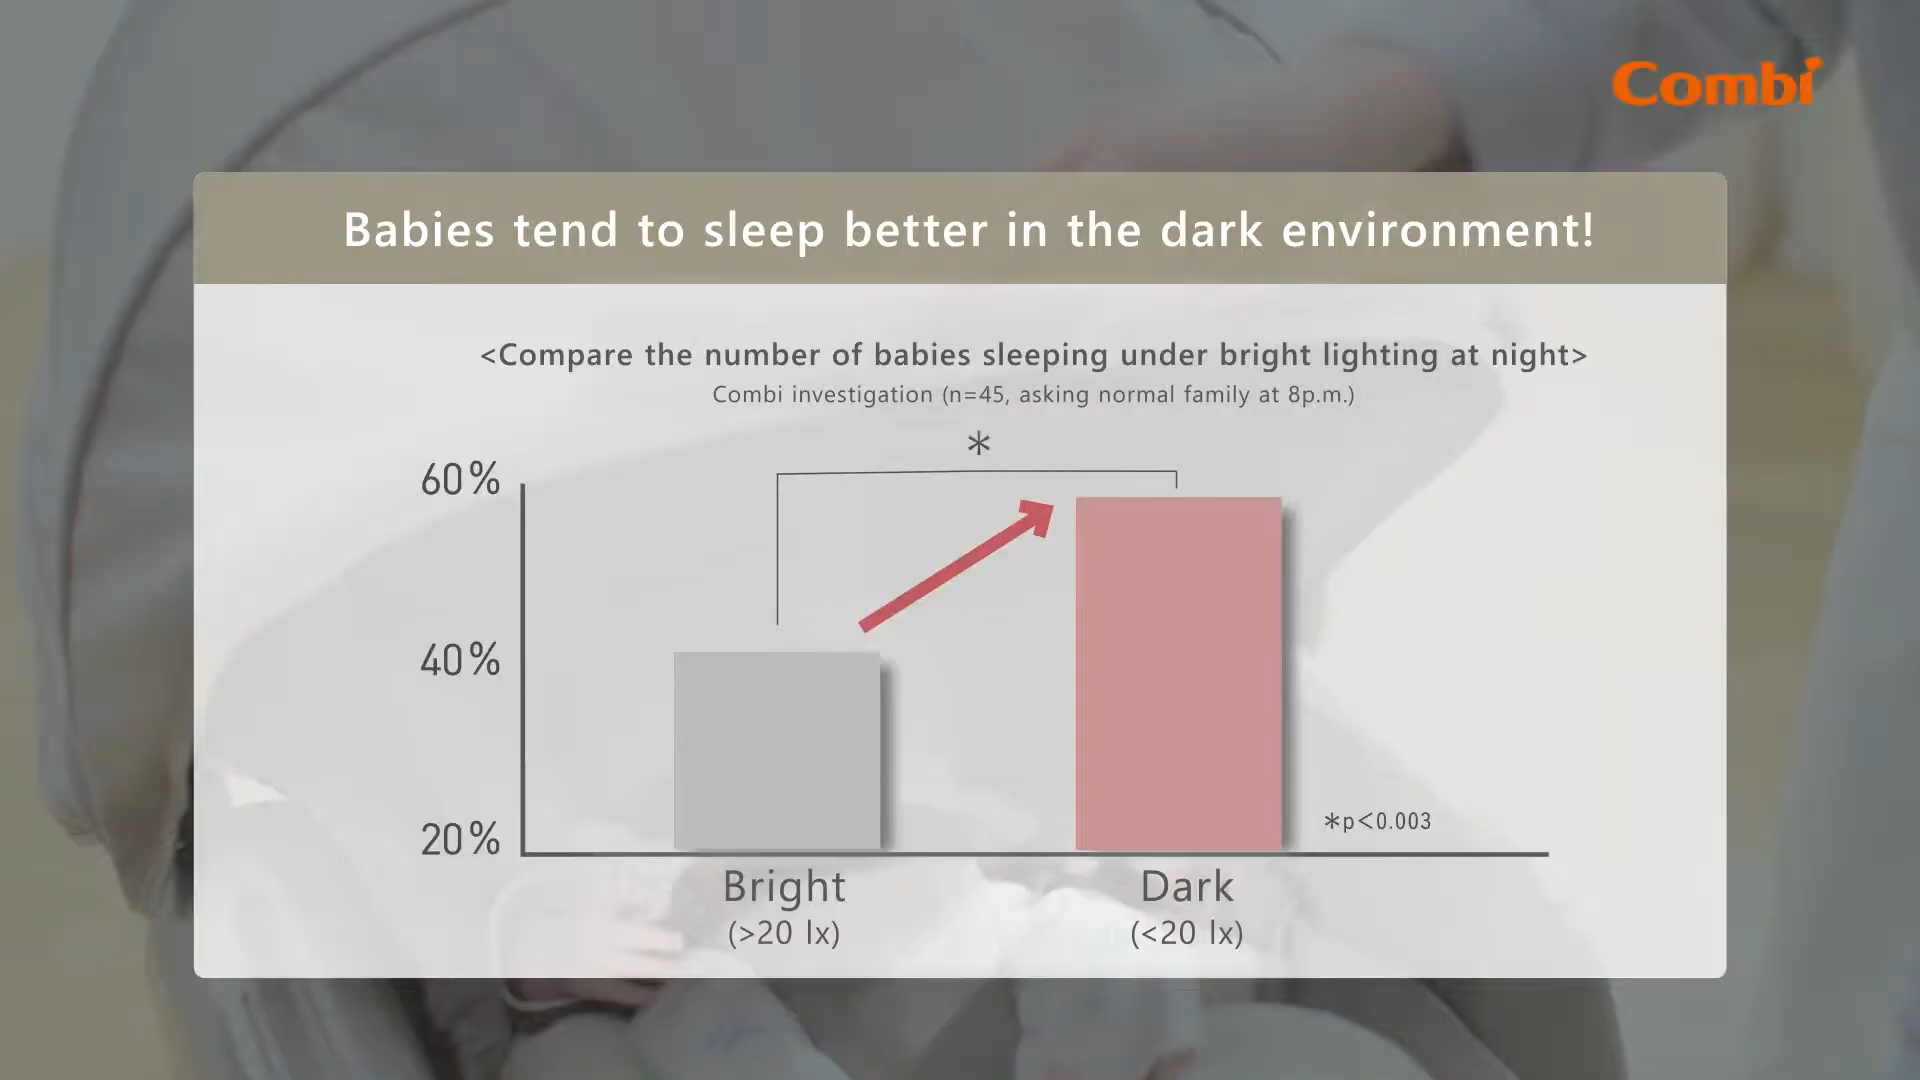 Combi
Babies tend to sleep better in the dark environment!
<Compare the number of babies sleeping under bright lighting at night>
Combi investigation (n=45, asking normal family at 8p.m.)
*
60%
40%
20%
*p<0.003
Bright
(>20 lx)
Dark
(<20 lx)